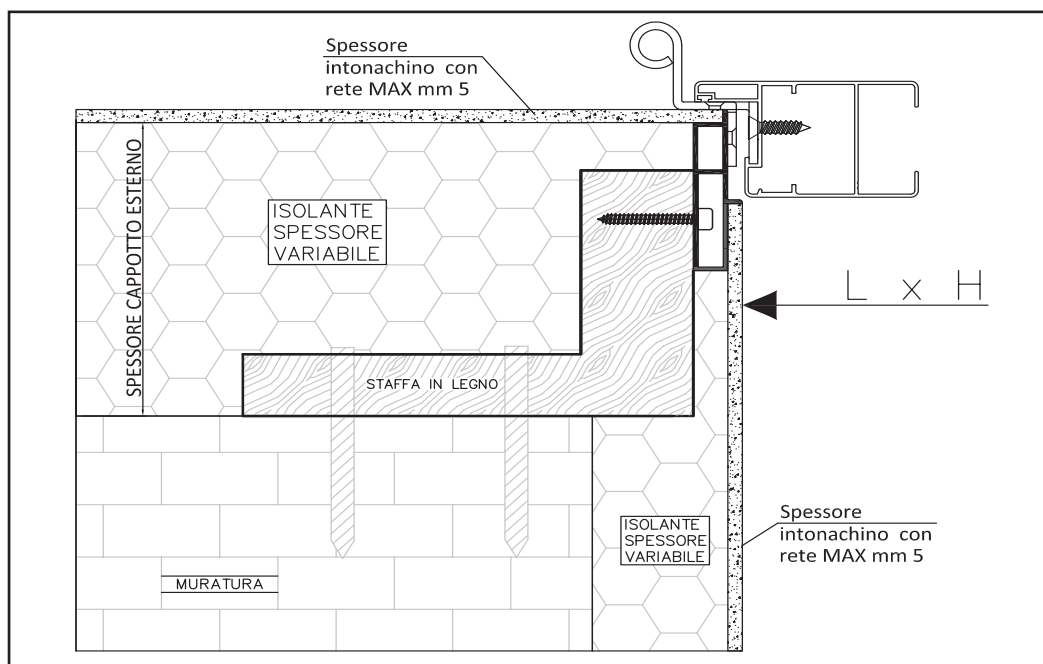 Spessore
intonachino con
rete MAX mm 5
SPESSORE CAPPOTTO ESTERNO
ISOLANTE
SPESSORE
VARIABILE
L x H
STAFFA IN LEGNO
Spessore
intonachino con
rete MAX mm 5
ISOLANTE
SPESSORE
VARIABILE
MURATURA